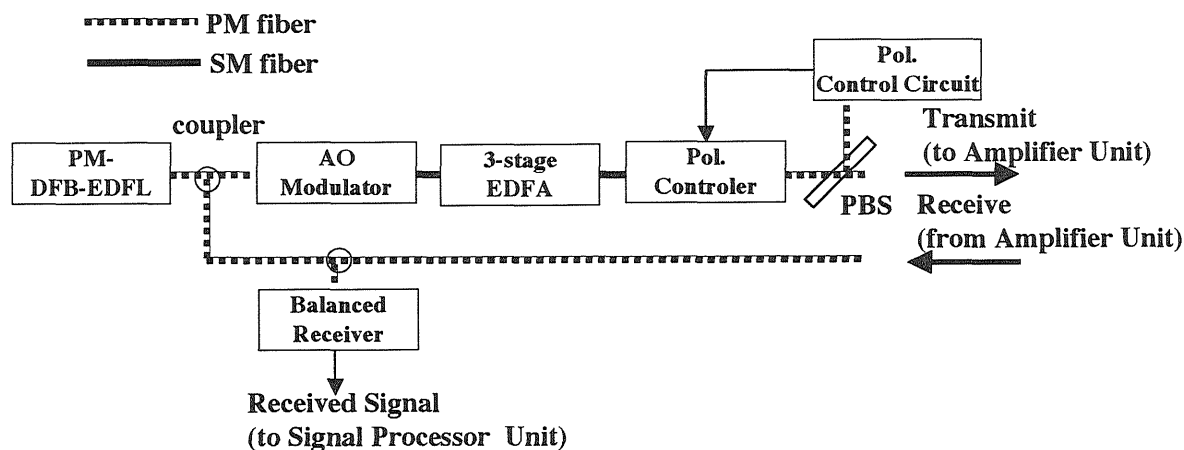 PM fiber
SM fiber
Pol.
Control Circuit
coupler
Transmit
(to Amplifier Unit)
PM-
DFB-EDFL
AO
Modulator
3-stage
EDFA
Pol.
Controler
PBS
Receive
(from Amplifier Unit)
Balanced
Receiver
Received Signal
(to Signal Processor Unit)